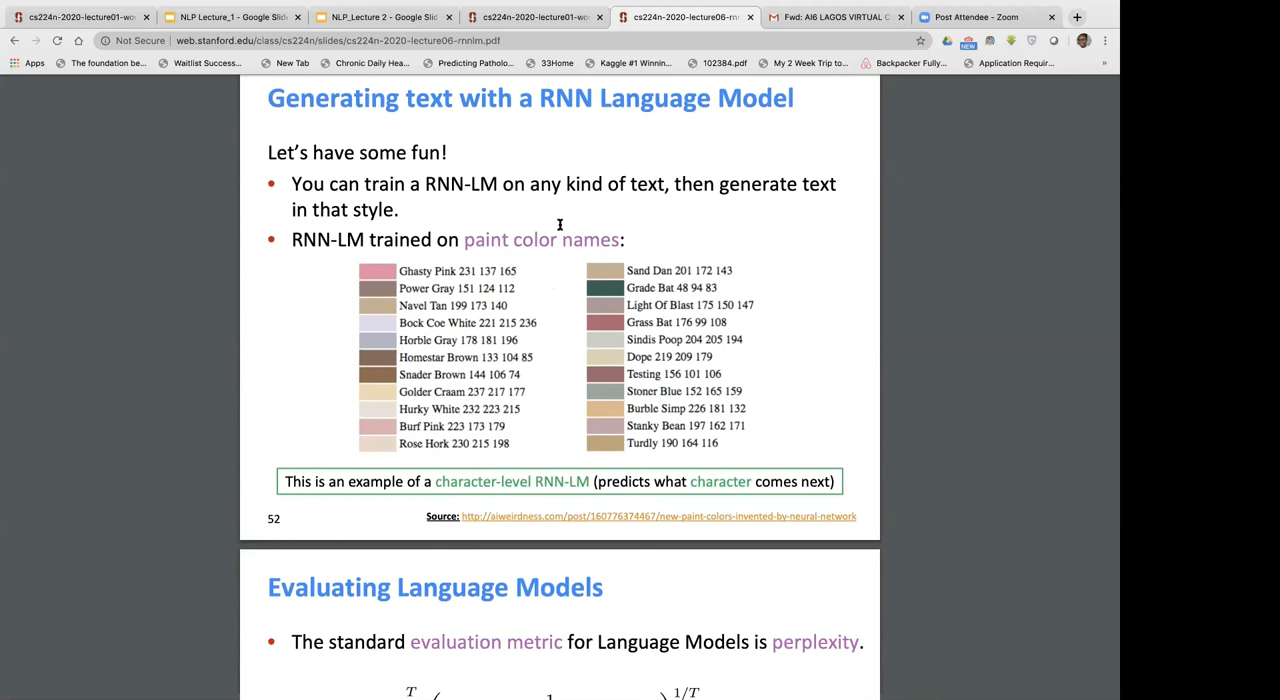 cs224n-2020-lecture01-wo
NLP Lecture_1 - Google Slid
NLP_Lecture 2 - Google Slid
cs224n-2020-lecture01-wo
cs224n-2020-lecture06-rn
Fwd: AI6 LAGOS VIRTUAL C
Post Attendee - Zoom
Not Secure | web.stanford.edu/class/cs224n/slides/cs224n-2020-lecture06-rnnlm.pdf
NEW
Apps
The foundation be...
Waitlist Success...
New Tab
Chronic Daily Hea...
Predicting Patholo...
33Home
Kaggle #1 Winnin...
102384.pdf
My 2 Week Trip to...
Backpacker Fully...
Application Requir...
»
Generating text with a RNN Language Model
Let's have some fun!
• You can train a RNN-LM on any kind of text, then generate text
in that style.
• RNN-LM trained on paint color names:
Ghasty Pink 231 137 165
Power Gray 151 124 112
Navel Tan 199 173 140
Bock Coe White 221 215 236
Horble Gray 178 181 196
Homestar Brown 133 104 85
Snader Brown 144 106 74
Golder Craam 237 217 177
Hurky White 232 223 215
Burf Pink 223 173 179
Rose Hork 230 215 198
Sand Dan 201 172 143
Grade Bat 48 94 83
Light Of Blast 175 150 147
Grass Bat 176 99 108
Sindis Poop 204 205 194
Dope 219 209 179
Testing 156 101 106
Stoner Blue 152 165 159
Burble Simp 226 181 132
Stanky Bean 197 162 171
Turdly 190 164 116
This is an example of a character-level RNN-LM (predicts what character comes next)
52
Source: http://aiweirdness.com/post/160776374467/new-paint-colors-invented-by-neural-network
Evaluating Language Models
• The standard evaluation metric for Language Models is perplexity.
T ( 1 ) 1/T